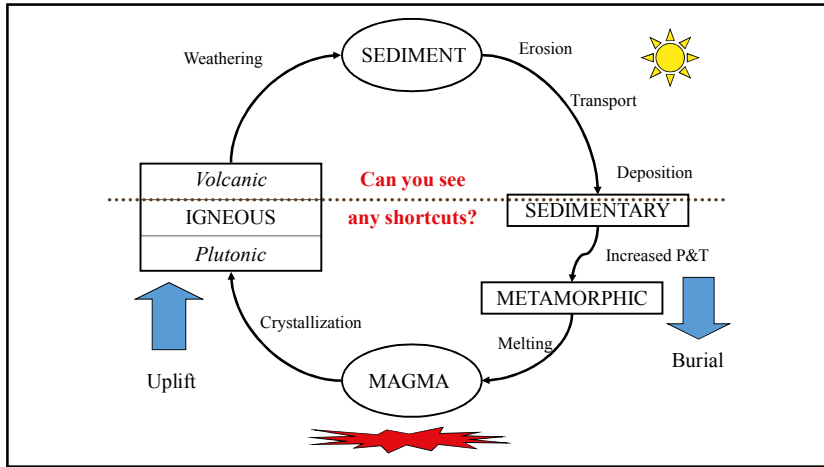 SEDIMENT
Weathering
Erosion
Transport
Deposition
Volcanic
IGNEOUS
Plutonic
Can you see
any shortcuts?
SEDIMENTARY
Increased P&T
METAMORPHIC
Crystallization
Melting
MAGMA
Uplift
Burial